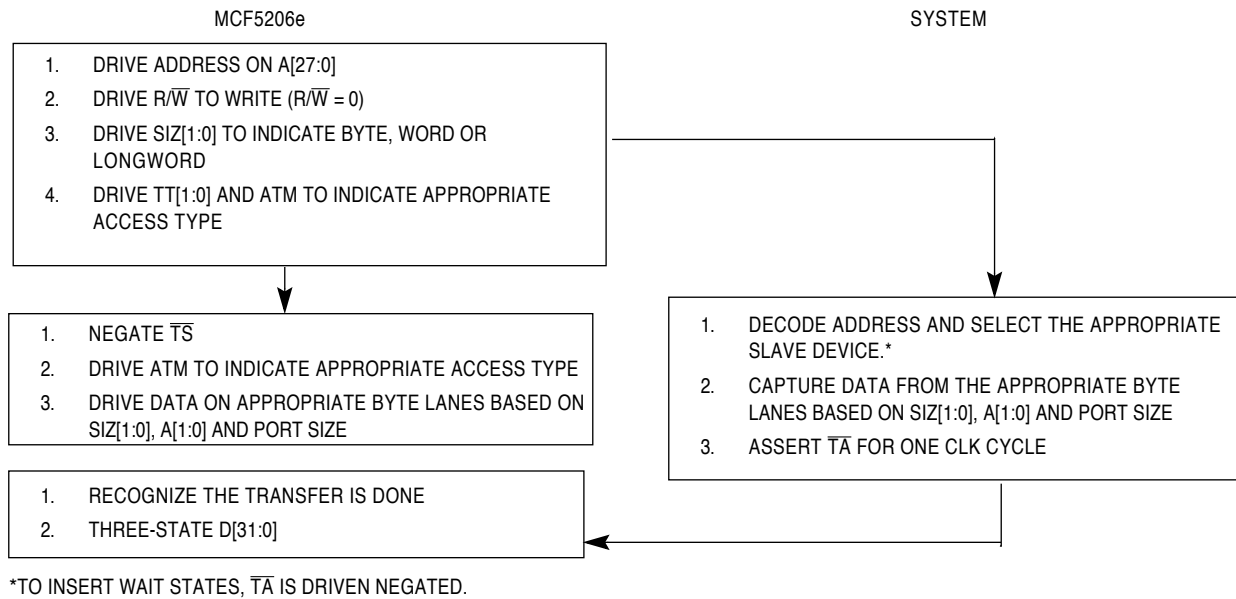 MCF5206e
SYSTEM
1. DRIVE ADDRESS ON A[27:0]
2. DRIVE R/W̅ TO WRITE (R/W̅ = 0)
3. DRIVE SIZ[1:0] TO INDICATE BYTE, WORD OR
LONGWORD
4. DRIVE TT[1:0] AND ATM TO INDICATE APPROPRIATE
ACCESS TYPE
1. NEGATE T̅S̅
2. DRIVE ATM TO INDICATE APPROPRIATE ACCESS TYPE
3. DRIVE DATA ON APPROPRIATE BYTE LANES BASED ON
SIZ[1:0], A[1:0] AND PORT SIZE
1. DECODE ADDRESS AND SELECT THE APPROPRIATE
SLAVE DEVICE.*
2. CAPTURE DATA FROM THE APPROPRIATE BYTE
LANES BASED ON SIZ[1:0], A[1:0] AND PORT SIZE
3. ASSERT T̅A̅ FOR ONE CLK CYCLE
1. RECOGNIZE THE TRANSFER IS DONE
2. THREE-STATE D[31:0]
*TO INSERT WAIT STATES, T̅A̅ IS DRIVEN NEGATED.